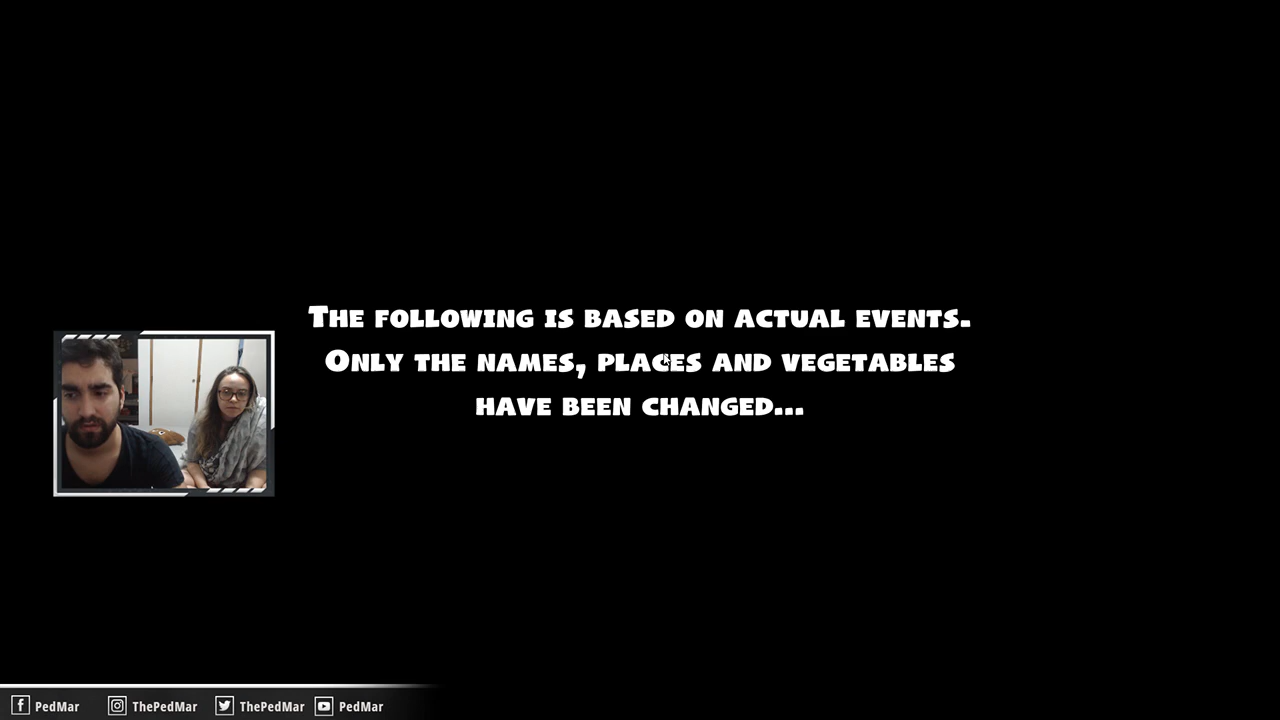 The following is based on actual events.
Only the names, places and vegetables
have been changed...
PedMar ThePedMar ThePedMar PedMar